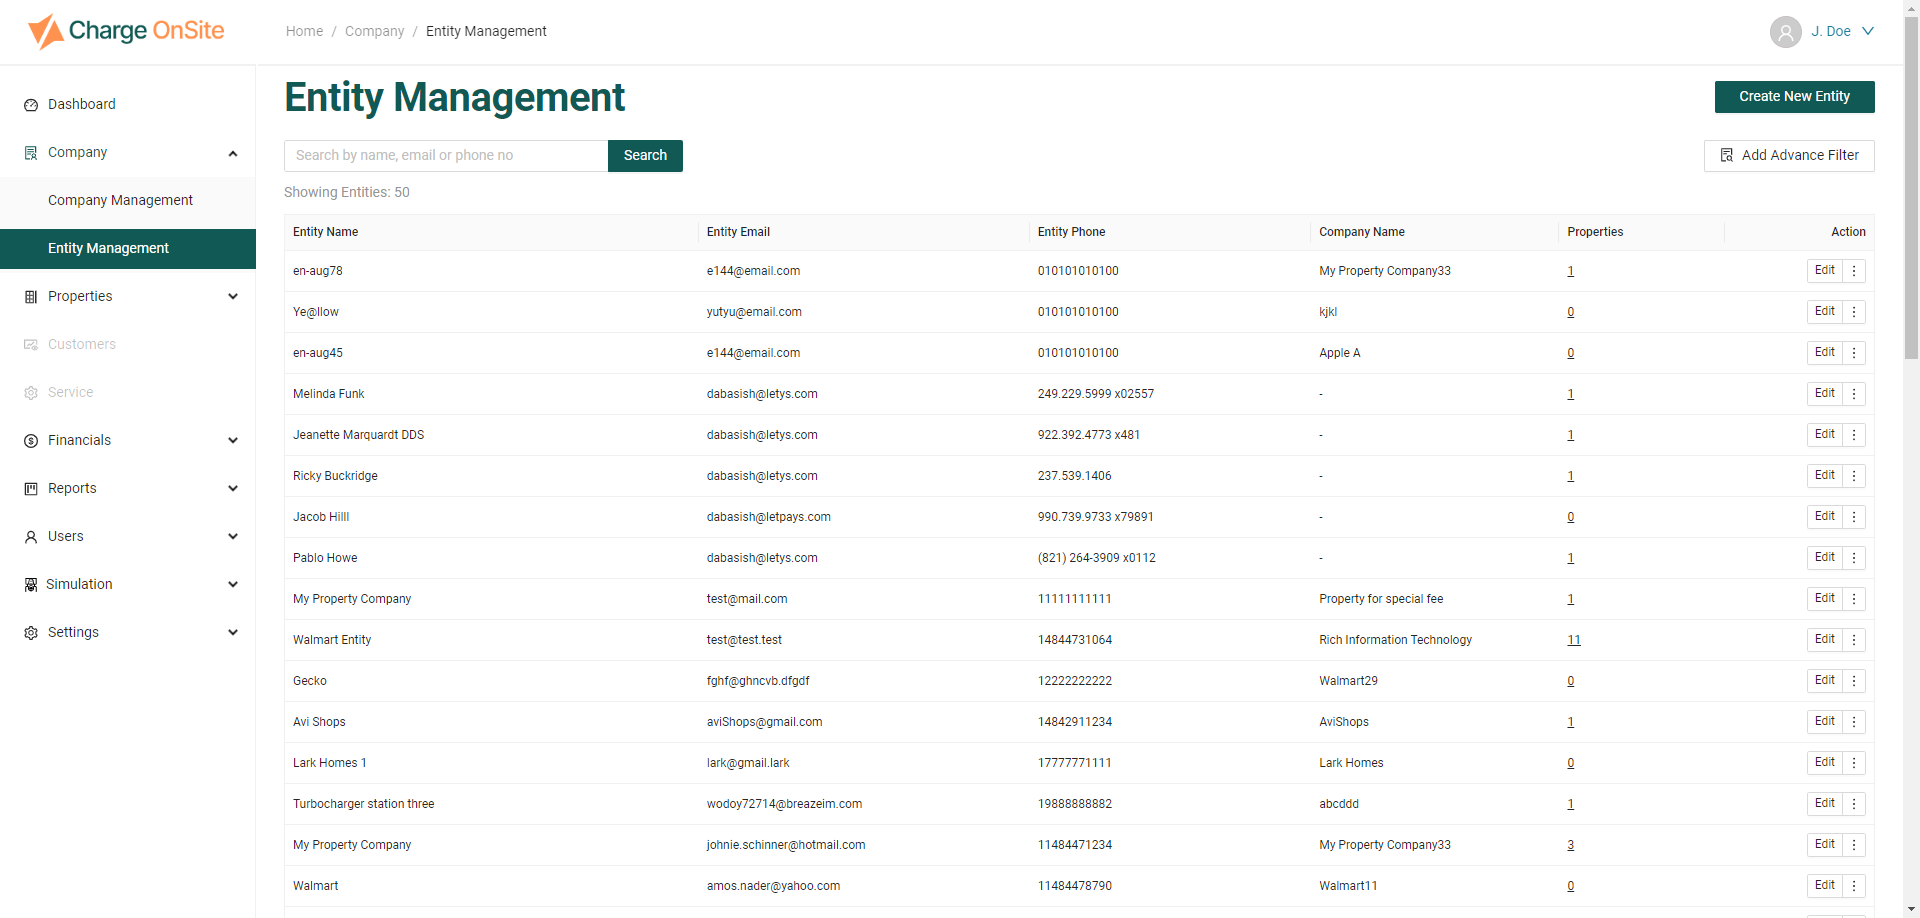 Charge OnSite
Home / Company / Entity Management
J. Doe
Dashboard
Company
Company Management
Entity Management
Properties
Customers
Service
Financials
Reports
Users
Simulation
Settings
Entity Management
Create New Entity
Search by name, email or phone no
Search
Add Advance Filter
Showing Entities: 50
Entity Name Entity Email Entity Phone Company Name Properties Action
en-aug78 e144@email.com 010101010100 My Property Company33 1 Edit
Ye@llow yutyu@email.com 010101010100 kjkl 0 Edit
en-aug45 e144@email.com 010101010100 Apple A 0 Edit
Melinda Funk dabasish@letys.com 249.229.5999 x02557 - 1 Edit
Jeanette Marquardt DDS dabasish@letys.com 922.392.4773 x481 - 1 Edit
Ricky Buckridge dabasish@letys.com 237.539.1406 - 1 Edit
Jacob Hilll dabasish@letpays.com 990.739.9733 x79891 - 0 Edit
Pablo Howe dabasish@letys.com (821) 264-3909 x0112 - 1 Edit
My Property Company test@mail.com 11111111111 Property for special fee 1 Edit
Walmart Entity test@test.test 14844731064 Rich Information Technology 11 Edit
Gecko fghf@ghncvb.dfgdf 12222222222 Walmart29 0 Edit
Avi Shops aviShops@gmail.com 14842911234 AviShops 1 Edit
Lark Homes 1 lark@gmail.lark 17777771111 Lark Homes 0 Edit
Turbocharger station three wodoy72714@breazeim.com 19888888882 abcddd 1 Edit
My Property Company johnie.schinner@hotmail.com 11484471234 My Property Company33 3 Edit
Walmart amos.nader@yahoo.com 11484478790 Walmart11 0 Edit